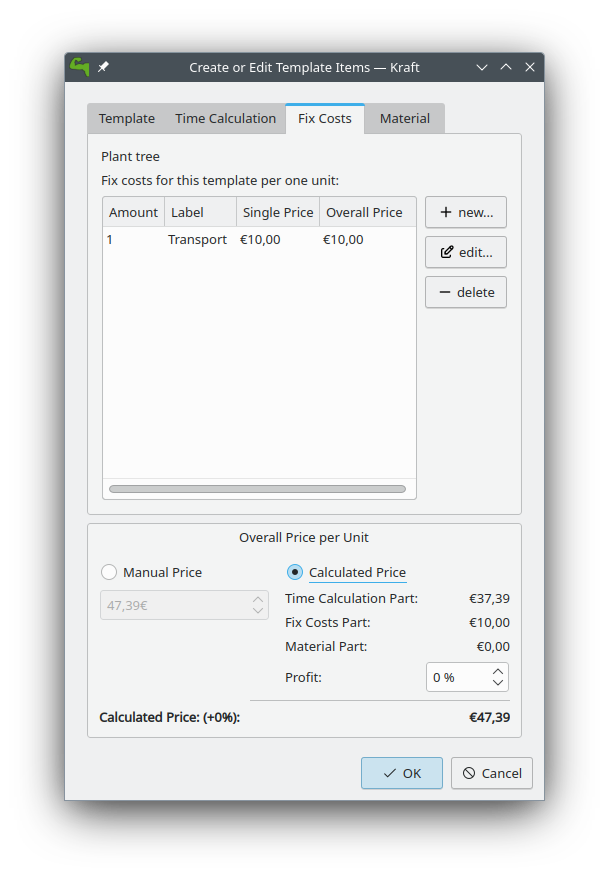 Create or Edit Template Items — Kraft
Template Time Calculation Fix Costs Material
Plant tree
Fix costs for this template per one unit:
Amount Label Single Price Overall Price
1 Transport €10,00 €10,00
new...
edit...
delete
Overall Price per Unit
Manual Price Calculated Price
47,39€
Time Calculation Part: €37,39
Fix Costs Part: €10,00
Material Part: €0,00
Profit: 0 %
Calculated Price: (+0%): €47,39
OK Cancel